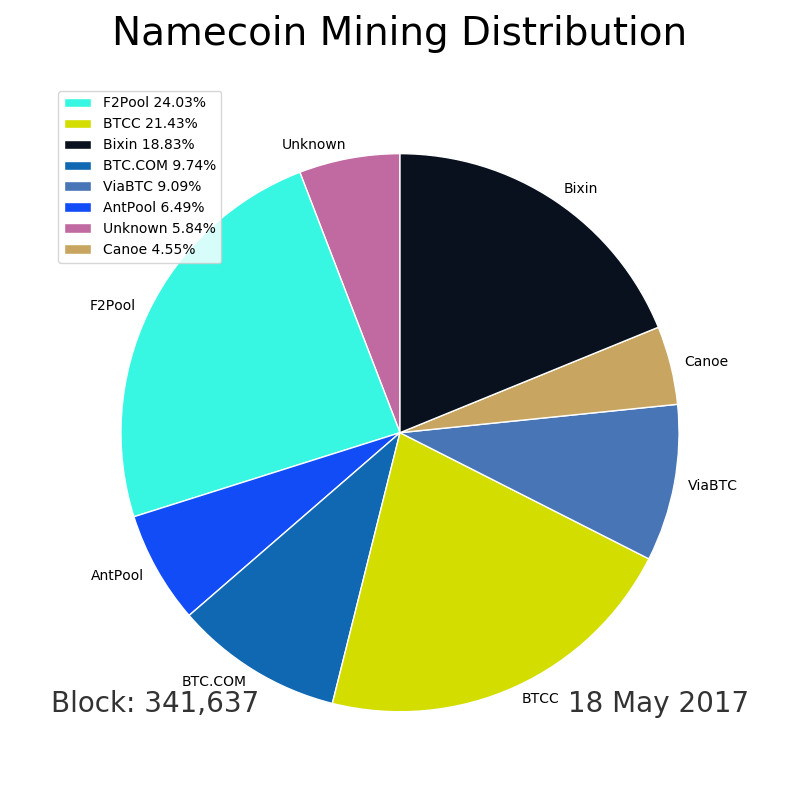 Namecoin Mining Distribution
F2Pool 24.03%
BTCC 21.43%
Bixin 18.83%
BTC.COM 9.74%
ViaBTC 9.09%
AntPool 6.49%
Unknown 5.84%
Canoe 4.55%
Unknown
Bixin
F2Pool
Canoe
ViaBTC
AntPool
BTC.COM
BTCC
Block: 341,637
18 May 2017